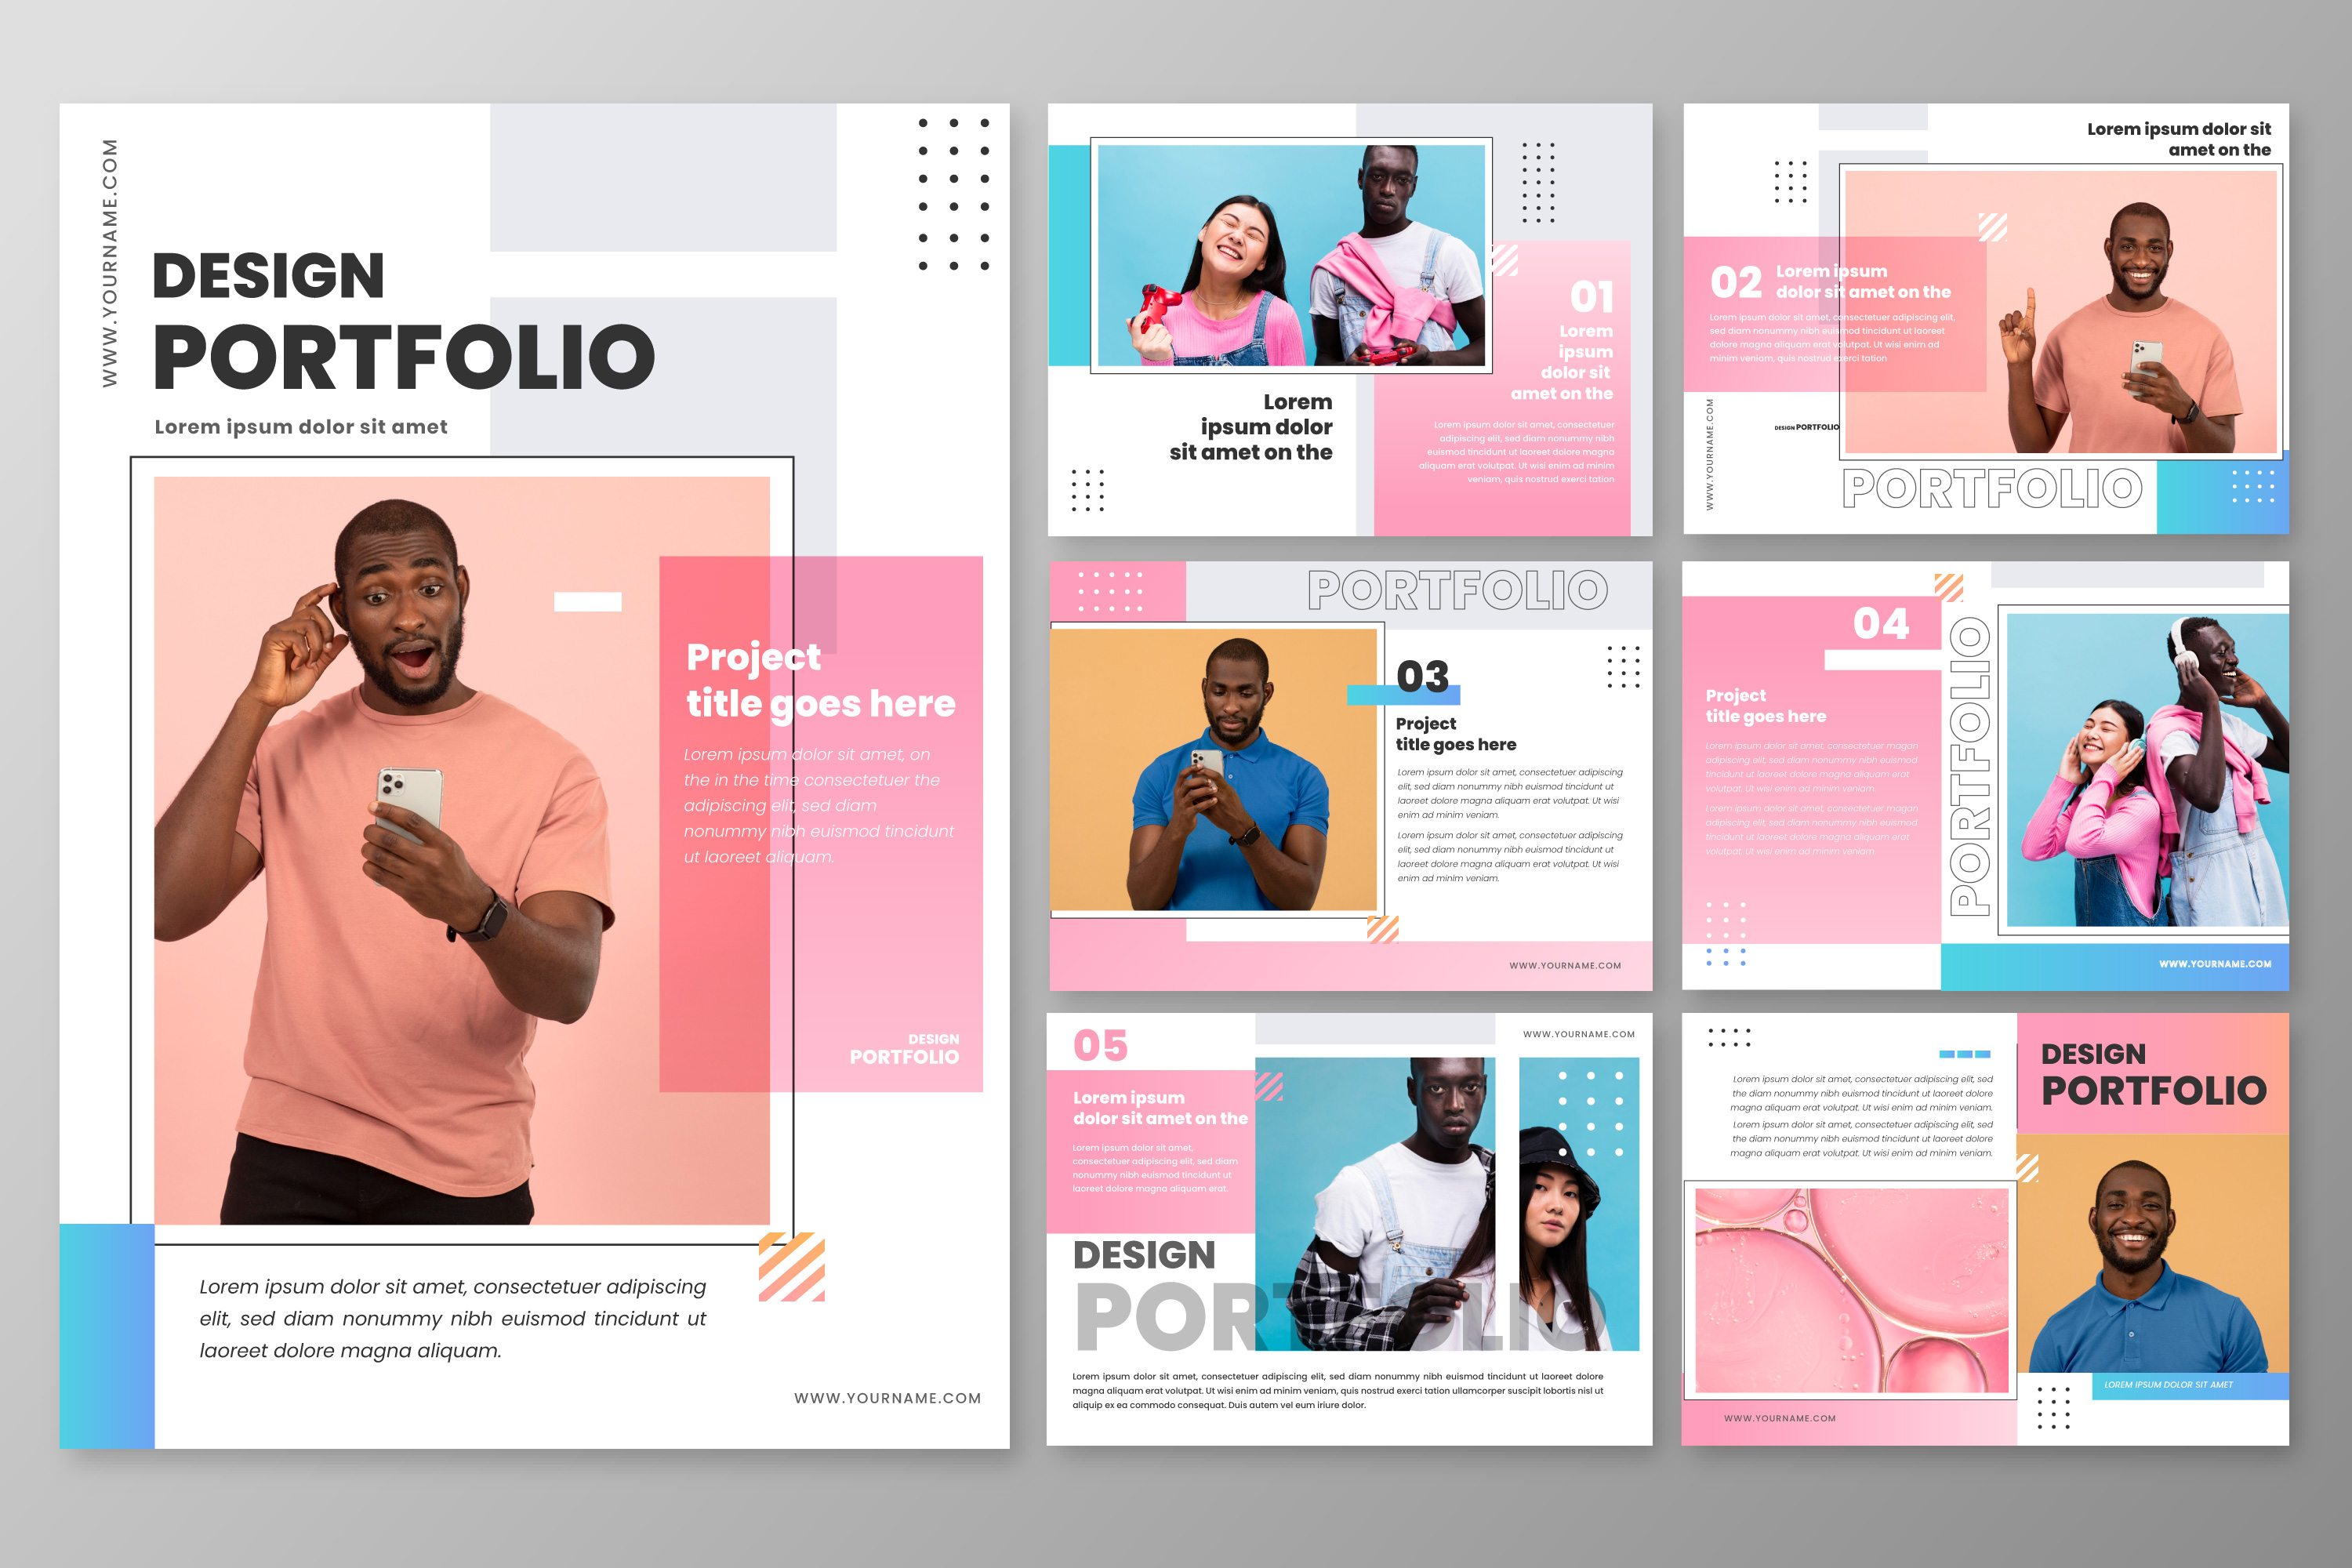 WWW.YOURNAME.COM
DESIGN
PORTFOLIO
Lorem ipsum dolor sit amet
Project
title goes here
Lorem ipsum dolor sit amet, on
the in the time consectetuer the
adipiscing elit, sed diam
nonummy nibh euismod tincidunt
ut laoreet aliquam.
DESIGN
PORTFOLIO
Lorem ipsum dolor sit amet, consectetuer adipiscing
elit, sed diam nonummy nibh euismod tincidunt ut
laoreet dolore magna aliquam.
WWW.YOURNAME.COM
01
Lorem
ipsum
dolor sit
amet on the
Lorem ipsum dolor sit amet, consectetuer
adipiscing elit, sed diam nonummy nibh
euismod tincidunt ut laoreet dolore magna
aliquam erat volutpat. Ut wisi enim ad minim
veniam, quis nostrud exerci tation
Lorem
ipsum dolor
sit amet on the
Lorem ipsum dolor sit
amet on the
02
Lorem ipsum
dolor sit amet on the
Lorem ipsum dolor sit amet, consectetuer adipiscing elit,
sed diam nonummy nibh euismod tincidunt ut laoreet
dolore magna aliquam erat volutpat. Ut wisi enim ad
minim veniam, quis nostrud exerci tation
WWW.YOURNAME.COM
DESIGN PORTFOLIO
PORTFOLIO
PORTFOLIO
03
Project
title goes here
Lorem ipsum dolor sit amet, consectetuer adipiscing
elit, sed diam nonummy nibh euismod tincidunt ut
laoreet dolore magna aliquam erat volutpat. Ut wisi
enim ad minim veniam.
Lorem ipsum dolor sit amet, consectetuer adipiscing
elit, sed diam nonummy nibh euismod tincidunt ut
laoreet dolore magna aliquam erat volutpat. Ut wisi
enim ad minim veniam.
WWW.YOURNAME.COM
04
Project
title goes here
Lorem ipsum dolor sit amet, consectetuer magan
adipiscing elit, sed diam nonummy nibh euismod
tincidunt ut laoreet dolore magna aliquam erat
volutpat. Ut wisi enim ad minim veniam.
Lorem ipsum dolor sit amet, consectetuer magan
adipiscing elit, sed diam nonummy nibh euismod
tincidunt ut laoreet dolore magna aliquam erat
volutpat. Ut wisi enim ad minim veniam.
PORTFOLIO
WWW.YOURNAME.COM
05
WWW.YOURNAME.COM
Lorem ipsum
dolor sit amet on the
Lorem ipsum dolor sit amet,
consectetuer adipiscing elit, sed diam
nonummy nibh euismod tincidunt ut
laoreet dolore magna aliquam erat.
DESIGN
PORTFOLIO
Lorem ipsum dolor sit amet, consectetuer adipiscing elit, sed diam nonummy nibh euismod tincidunt ut laoreet dolore
magna aliquam erat volutpat. Ut wisi enim ad minim veniam, quis nostrud exerci tation ullamcorper suscipit lobortis nisl ut
aliquip ex ea commodo consequat. Duis autem vel eum iriure dolor.
Lorem ipsum dolor sit amet, consectetuer adipiscing elit, sed
the diam nonummy nibh euismod tincidunt ut laoreet dolore
magna aliquam erat volutpat. Ut wisi enim ad minim veniam.
Lorem ipsum dolor sit amet, consectetuer adipiscing elit, sed
the diam nonummy nibh euismod tincidunt ut laoreet dolore
magna aliquam erat volutpat. Ut wisi enim ad minim veniam.
DESIGN
PORTFOLIO
LOREM IPSUM DOLOR SIT AMET
WWW.YOURNAME.COM